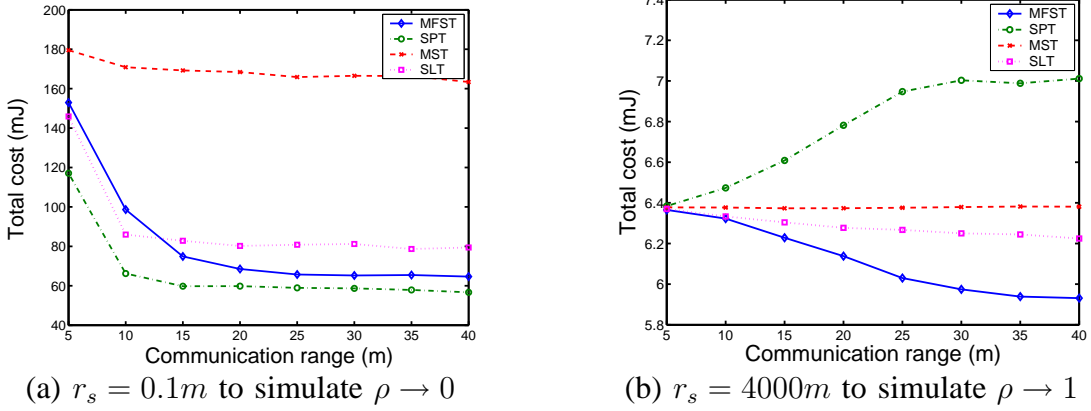 200
180
160
140
120
100
80
60
40
5
10
15
20
25
30
35
40
Total cost (mJ)
Communication range (m)
MFST
SPT
MST
SLT
(a) r_s = 0.1m to simulate ρ → 0
7.4
7.2
7
6.8
6.6
6.4
6.2
6
5.8
5
10
15
20
25
30
35
40
Total cost (mJ)
Communication range (m)
MFST
SPT
MST
SLT
(b) r_s = 4000m to simulate ρ → 1